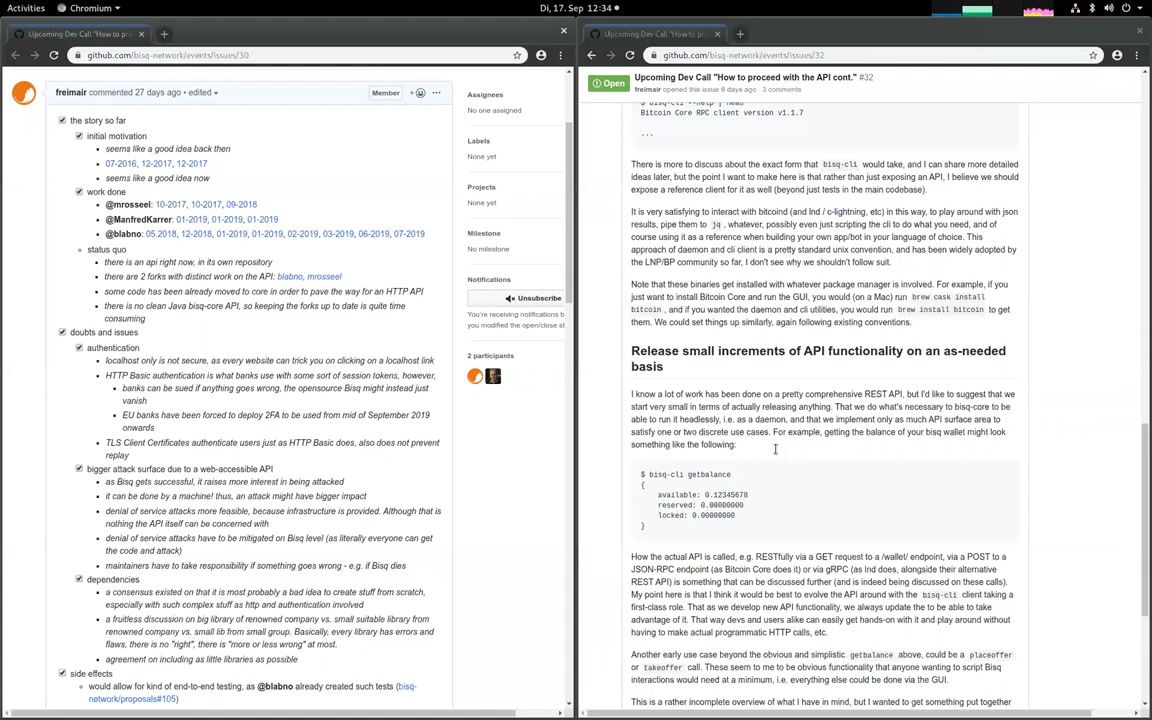 Activities
Chromium
Di, 17. Sep 12:34
Upcoming Dev Call "How to pro
github.com/bisq-network/events/issues/30
freimair commented 27 days ago • edited
Member
the story so far
initial motivation
seems like a good idea back then
07-2016, 12-2017, 12-2017
seems like a good idea now
work done
@mrosseel: 10-2017, 10-2017, 09-2018
@ManfredKarrer: 01-2019, 01-2019, 01-2019
@blabno: 05.2018, 12-2018, 01-2019, 01-2019, 02-2019, 03-2019, 06-2019, 07-2019
status quo
there is an api right now, in its own repository
there are 2 forks with distinct work on the API: blabno, mrosseel
some code has been already moved to core in order to pave the way for an HTTP API
there is no clean Java bisq-core API, so keeping the forks up to date is quite time
consuming
doubts and issues
authentication
localhost only is not secure, as every website can trick you on clicking on a localhost link
HTTP Basic authentication is what banks use with some sort of session tokens, however,
banks can be sued if anything goes wrong, the opensource Bisq might instead just
vanish
EU banks have been forced to deploy 2FA to be used from mid of September 2019
onwards
TLS Client Certificates authenticate users just as HTTP Basic does, also does not prevent
replay
bigger attack surface due to a web-accessible API
as Bisq gets successful, it raises more interest in being attacked
it can be done by a machine! thus, an attack might have bigger impact
denial of service attacks more feasible, because infrastructure is provided. Although that is
nothing the API itself can be concerned with
denial of service attacks have to be mitigated on Bisq level (as literally everyone can get
the code and attack)
maintainers have to take responsibility if something goes wrong - e.g. if Bisq dies
dependencies
a consensus existed on that it is most probably a bad idea to create stuff from scratch,
especially with such complex stuff as http and authentication involved
a fruitless discussion on big library of renowned company vs. small suitable library from
renowned company vs. small lib from small group. Basically, every library has errors and
flaws, there is no "right", there is "more or less wrong" at most.
agreement on including as little libraries as possible
side effects
would allow for kind of end-to-end testing, as @blabno already created such tests (bisq-
network/proposals#105)
Assignees
No one assigned
Labels
None yet
Projects
None yet
Milestone
No milestone
Notifications
Unsubscribe
You're receiving notifications b
you modified the open/close st
2 participants
Upcoming Dev Call "How to pro
github.com/bisq-network/events/issues/32
Open
Upcoming Dev Call "How to proceed with the API cont." #32
freimair opened this issue 6 days ago · 3 comments
$ bisq-cli --help | head
Bitcoin Core RPC client version v1.1.7
...
There is more to discuss about the exact form that bisq-cli would take, and I can share more detailed
ideas later, but the point I want to make here is that rather than just exposing an API, I believe we should
expose a reference client for it as well (beyond just tests in the main codebase).
It is very satisfying to interact with bitcoind (and lnd / c-lightning, etc) in this way, to play around with json
results, pipe them to jq, whatever, possibly even just scripting the cli to do what you need, and of
course using it as a reference when building your own app/bot in your language of choice. This
approach of daemon and cli client is a pretty standard unix convention, and has been widely adopted by
the LNP/BP community so far, I don't see why we shouldn't follow suit.
Note that these binaries get installed with whatever package manager is involved. For example, if you
just want to install Bitcoin Core and run the GUI, you would (on a Mac) run brew cask install
bitcoin, and if you wanted the daemon and cli utilities, you would run brew install bitcoin to get
them. We could set things up similarly, again following existing conventions.
Release small increments of API functionality on an as-needed
basis
I know a lot of work has been done on a pretty comprehensive REST API, but I'd like to suggest that we
start very small in terms of actually releasing anything. That we do what's necessary to bisq-core to be
able to run it headlessly, i.e. as a daemon, and that we implement only as much API surface area to
satisfy one or two discrete use cases. For example, getting the balance of your bisq wallet might look
something like the following:
$ bisq-cli getbalance
{
available: 0.12345678
reserved: 0.00000000
locked: 0.00000000
}
How the actual API is called, e.g. RESTfully via a GET request to a /wallet/ endpoint, via a POST to a
JSON-RPC endpoint (as Bitcoin Core does it) or via gRPC (as lnd does, alongside their alternative
REST API) is something that can be discussed further (and is indeed being discussed on these calls).
My point here is that I think it would be best to evolve the API around with the bisq-cli client taking a
first-class role. That as we develop new API functionality, we always update the to be able to take
advantage of it. That way devs and users alike can easily get hands-on with it and play around without
having to make actual programmatic HTTP calls, etc.
Another early use case beyond the obvious and simplistic getbalance above, could be a placeoffer
or takeoffer call. These seem to me to be obvious functionality that anyone wanting to script Bisq
interactions would need at a minimum, i.e. everything else could be done via the GUI.
This is a rather incomplete overview of what I have in mind, but I wanted to get something put together